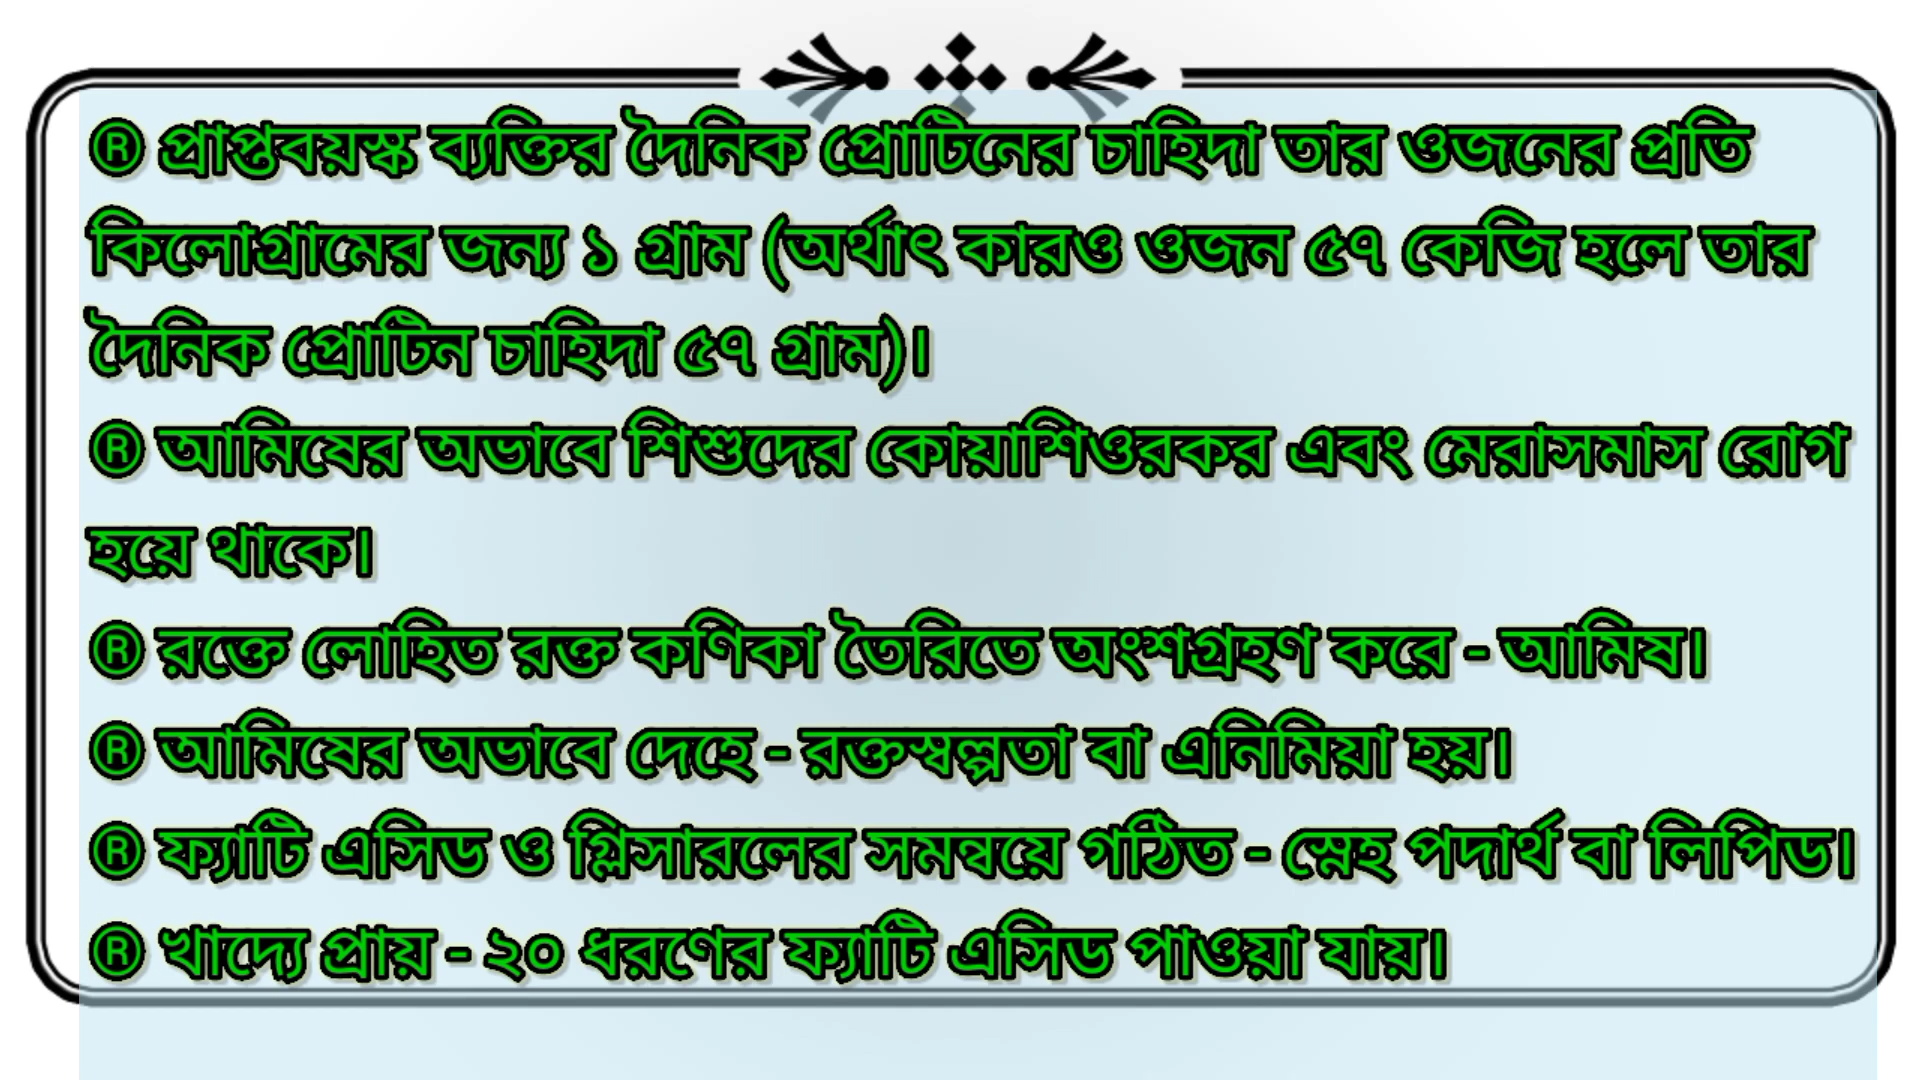 ® প্রাপ্তবয়স্ক ব্যক্তির দৈনিক প্রোটিনের চাহিদা তার ওজনের প্রতি
কিলোগ্রামের জন্য ১ গ্রাম (অর্থাৎ কারও ওজন ৫৭ কেজি হলে তার
দৈনিক প্রোটিন চাহিদা ৫৭ গ্রাম)।
® আমিষের অভাবে শিশুদের কোয়াশিওরকর এবং মেরাসমাস রোগ
হয়ে থাকে।
® রক্তে লোহিত রক্ত কণিকা তৈরিতে অংশগ্রহণ করে - আমিষ।
® আমিষের অভাবে দেহে - রক্তস্বল্পতা বা এনিমিয়া হয়।
® ফ্যাটি এসিড ও গ্লিসারলের সমন্বয়ে গঠিত - স্নেহ পদার্থ বা লিপিড।
® খাদ্যে প্রায় - ২০ ধরণের ফ্যাটি এসিড পাওয়া যায়।